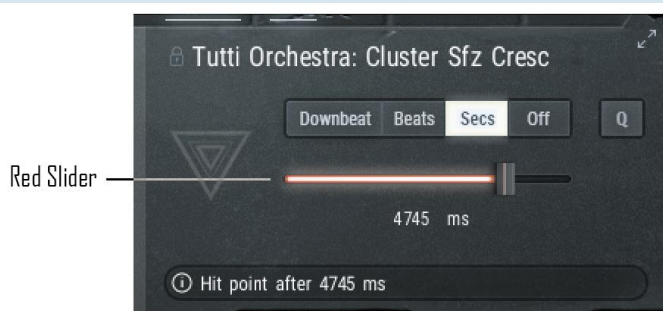 Tutti Orchestra: Cluster Sfz Cresc
Downbeat Beats Secs Off Q
Red Slider
4745 ms
Hit point after 4745 ms